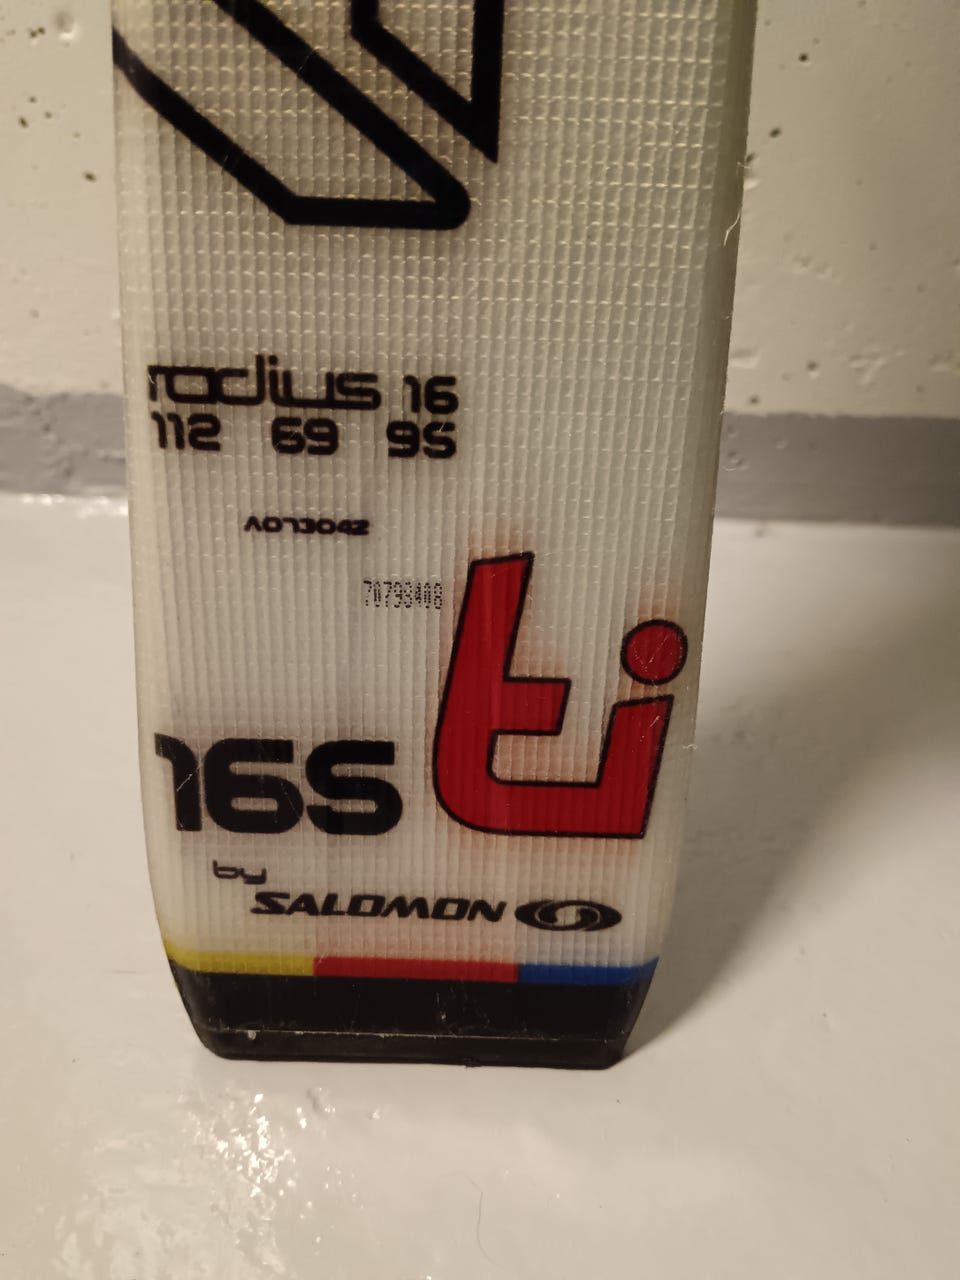 radius 16
112 69 95
A073042
70793408
ti
165
by
SALOMON